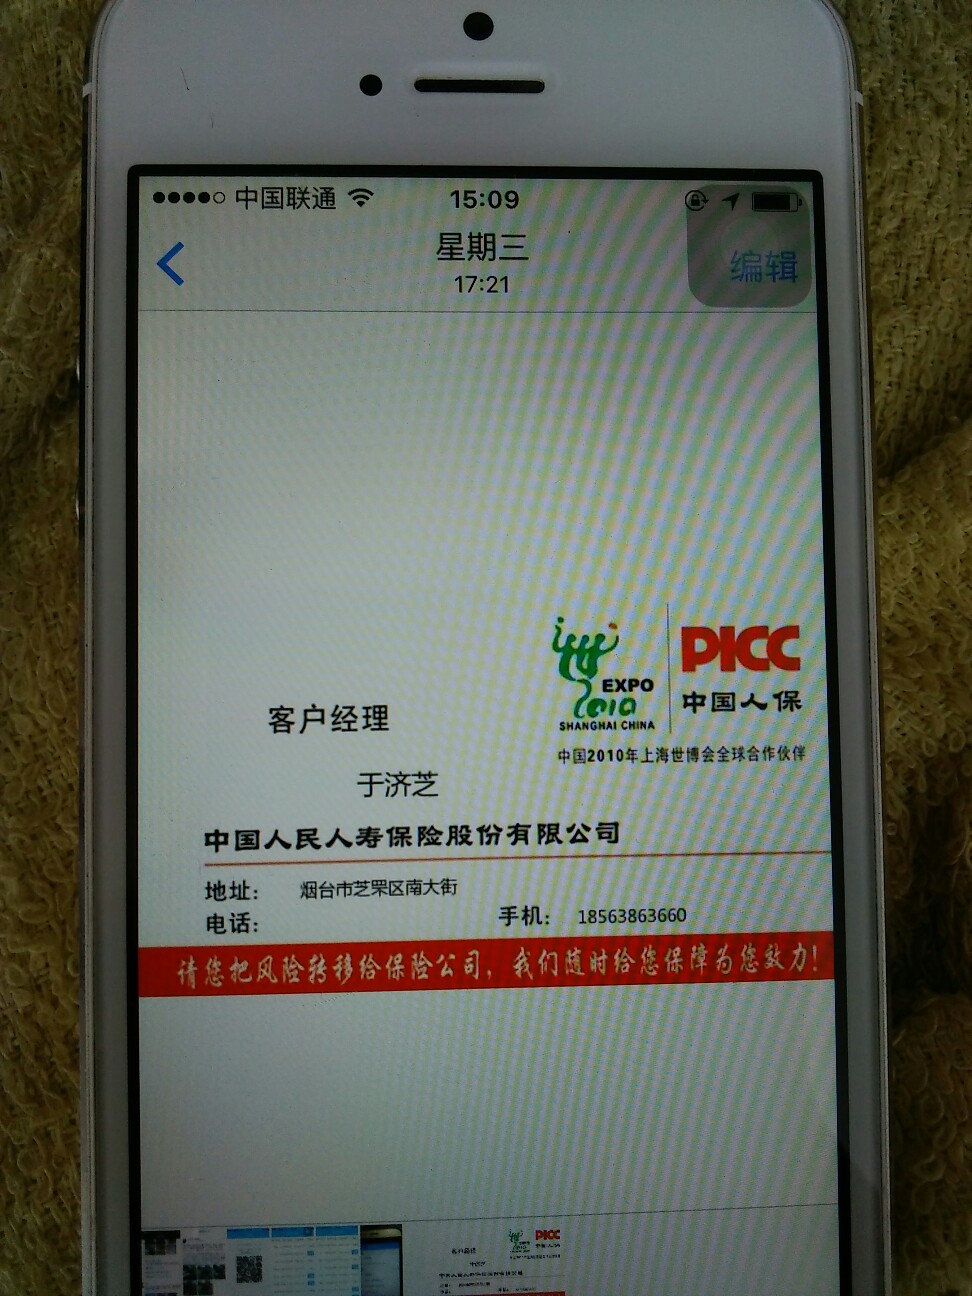 中国联通 15:09
星期三
17:21
编辑
EXPO
2010
SHANGHAI CHINA
PICC
中国人保
中国2010年上海世博会全球合作伙伴
客户经理
于济芝
中国人民人寿保险股份有限公司
地址： 烟台市芝罘区南大街
电话： 手机： 18563863660
请您把风险转移给保险公司，我们随时给您保障为您致力！